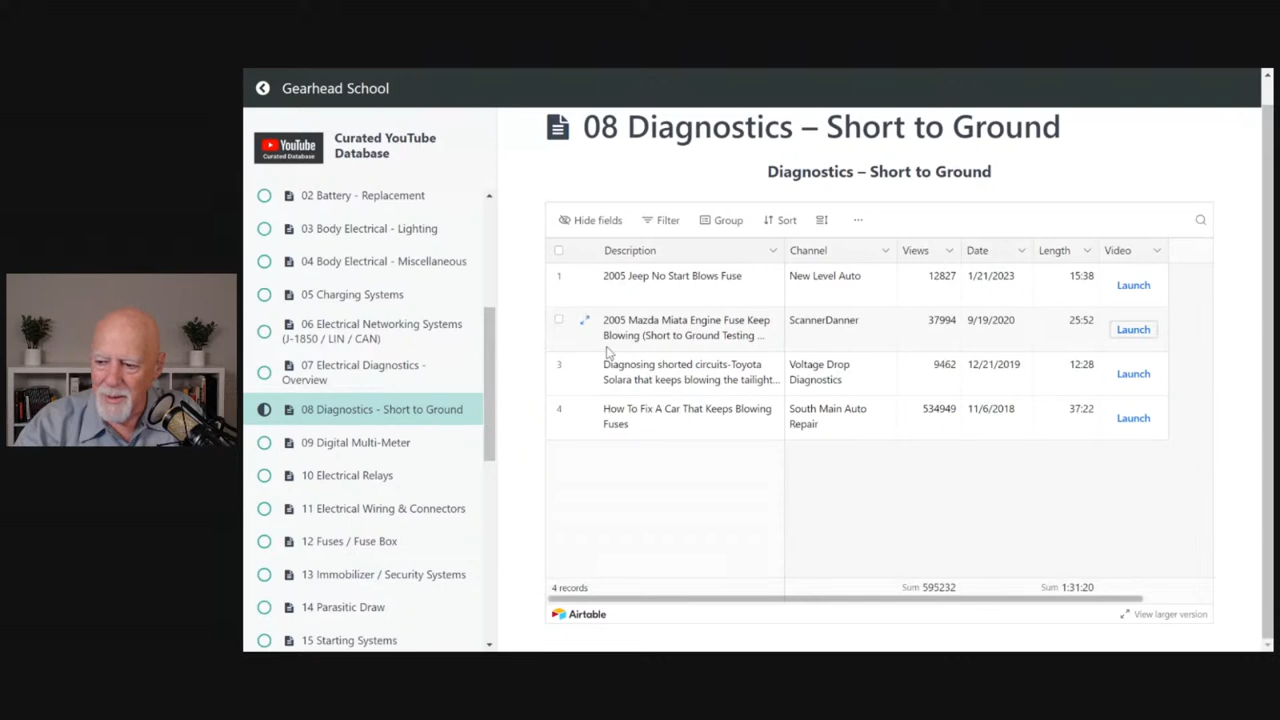 Gearhead School
YouTube
Curated Database
Curated YouTube
Database
02 Battery - Replacement
03 Body Electrical - Lighting
04 Body Electrical - Miscellaneous
05 Charging Systems
06 Electrical Networking Systems
(J-1850 / LIN / CAN)
07 Electrical Diagnostics -
Overview
08 Diagnostics - Short to Ground
09 Digital Multi-Meter
10 Electrical Relays
11 Electrical Wiring & Connectors
12 Fuses / Fuse Box
13 Immobilizer / Security Systems
14 Parasitic Draw
15 Starting Systems
08 Diagnostics – Short to Ground
Diagnostics – Short to Ground
Hide fields Filter Group Sort ...
Description Channel Views Date Length Video
1 2005 Jeep No Start Blows Fuse New Level Auto 12827 1/21/2023 15:38 Launch
2005 Mazda Miata Engine Fuse Keep
Blowing (Short to Ground Testing ...
ScannerDanner 37994 9/19/2020 25:52 Launch
3 Diagnosing shorted circuits-Toyota
Solara that keeps blowing the tailight...
Voltage Drop
Diagnostics
9462 12/21/2019 12:28 Launch
4 How To Fix A Car That Keeps Blowing
Fuses
South Main Auto
Repair
534949 11/6/2018 37:22 Launch
4 records Sum 595232 Sum 1:31:20
Airtable View larger version